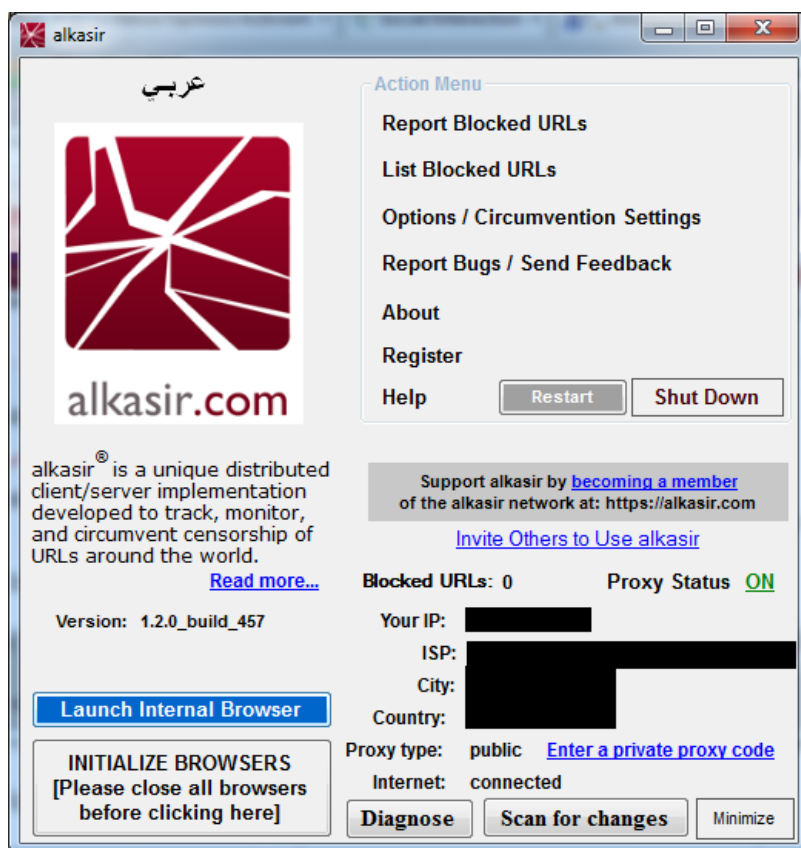 alkasir
عربي
alkasir.com
alkasir® is a unique distributed
client/server implementation
developed to track, monitor,
and circumvent censorship of
URLs around the world.
Read more...
Version: 1.2.0_build_457
Launch Internal Browser
INITIALIZE BROWSERS
[Please close all browsers
before clicking here]
Action Menu
Report Blocked URLs
List Blocked URLs
Options / Circumvention Settings
Report Bugs / Send Feedback
About
Register
Help Restart Shut Down
Support alkasir by becoming a member
of the alkasir network at: https://alkasir.com
Invite Others to Use alkasir
Blocked URLs: 0 Proxy Status ON
Your IP:
ISP:
City:
Country:
Proxy type: public Enter a private proxy code
Internet: connected
Diagnose Scan for changes Minimize